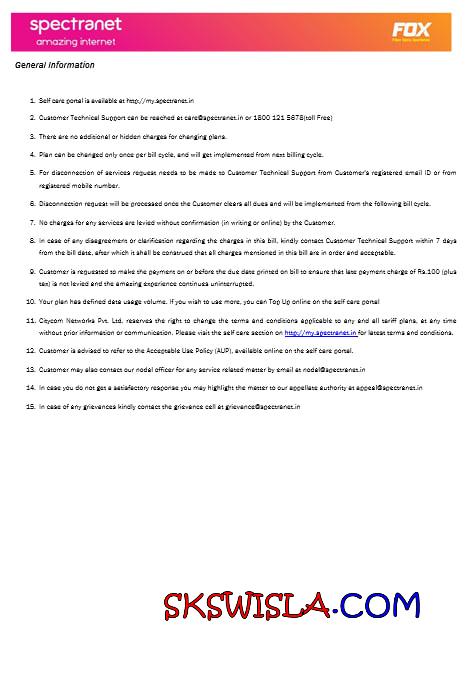 spectranet
amazing internet
FOX
General Information
1. Self care portal is available at http://my.spectranet.in
2. Customer Technical Support can be reached at care@spectranet.in or 1800 121 5678(toll Free)
3. There are no additional or hidden charges for changing plans.
4. Plan can be changed only once per bill cycle, and will get implemented from next billing cycle.
5. For disconnection of services request needs to be made to Customer Technical Support from Customer's registered email ID or from
registered mobile number.
6. Disconnection request will be processed once the Customer clears all dues and will be implemented from the following bill cycle.
7. No charges for any services are levied without confirmation (in writing or online) by the Customer.
8. In case of any disagreement or clarification regarding the charges in this bill, kindly contact Customer Technical Support within 7 days
from the bill date, after which it shall be construed that all charges mentioned in this bill are in order and acceptable.
9. Customer is requested to make the payment on or before the due date printed on bill to ensure that late payment charge of Rs.100 (plus
tax) is not levied and the amazing experience continues uninterrupted.
10. Your plan has defined data usage volume. If you wish to use more, you can Top Up online on the self care portal
11. Citycom Networks Pvt. Ltd. reserves the right to change the terms and conditions applicable to any and all tariff plans, at any time
without prior information or communication. Please visit the self care section on http://my.spectranet.in for latest terms and conditions.
12. Customer is advised to refer to the Acceptable Use Policy (AUP), available online on the self care portal.
13. Customer may also contact our nodel officer for any service related matter by email at nodel@spectranet.in
14. In case you do not get a satisfactory response you may highlight the matter to our appellate authority at appeal@spectranet.in
15. In case of any grievances kindly contact the grievance cell at grievance@spectranet.in
SKSWISLA.COM